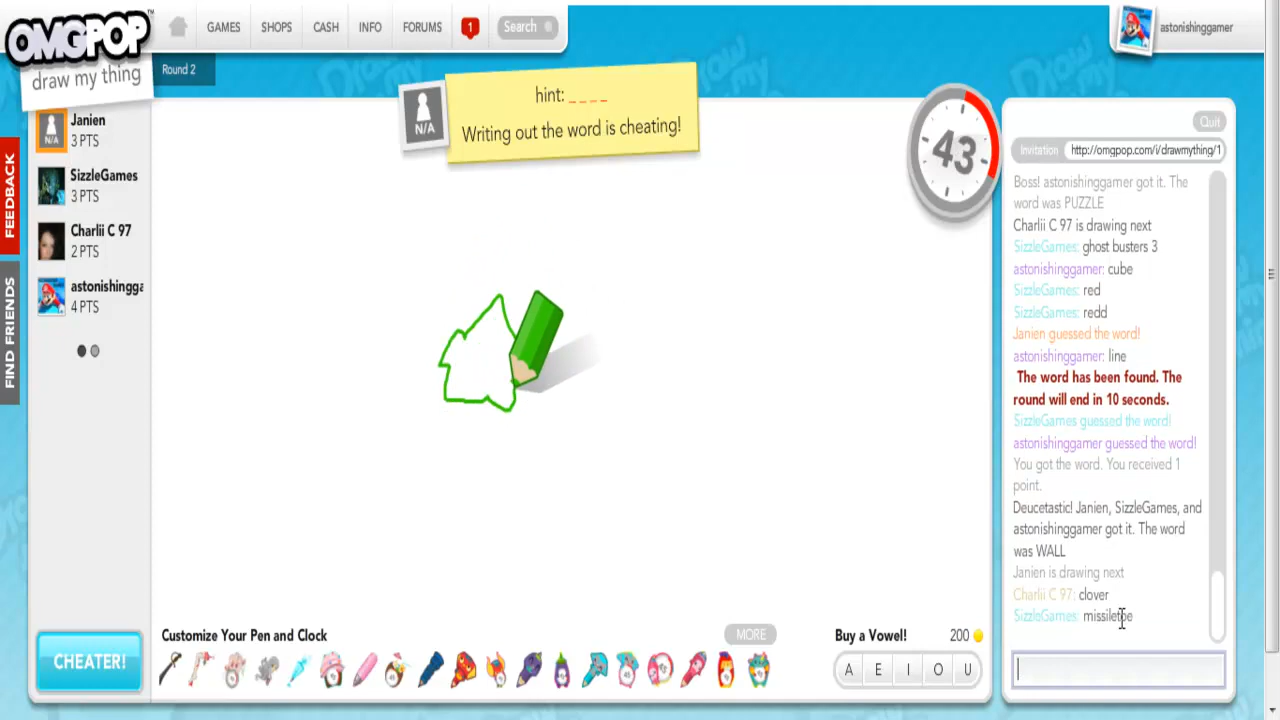 OMGPOP™
draw my thing
HOME GAMES SHOPS CASH INFO FORUMS 1 Search
astonishinggamer
Round 2
FEEDBACK
FIND FRIENDS
Janien
3 PTS
SizzleGames
3 PTS
Charlii C 97
2 PTS
astonishingga
4 PTS
CHEATER!
N/A
N/A
hint: _ _ _ _
Writing out the word is cheating!
43
Quit
Invitation http://omgpop.com/i/drawmything/1
Boss! astonishinggamer got it. The
word was PUZZLE
Charlii C 97 is drawing next
SizzleGames: ghost busters 3
astonishinggamer: cube
SizzleGames: red
SizzleGames: redd
Janien guessed the word!
astonishinggamer: line
The word has been found. The
round will end in 10 seconds.
SizzleGames guessed the word!
astonishinggamer guessed the word!
You got the word. You received 1
point.
Deucetastic! Janien, SizzleGames, and
astonishinggamer got it. The word
was WALL
Janien is drawing next
Charlii C 97: clover
SizzleGames: missiletoe
Customize Your Pen and Clock
MORE
Buy a Vowel! 200
A E I O U